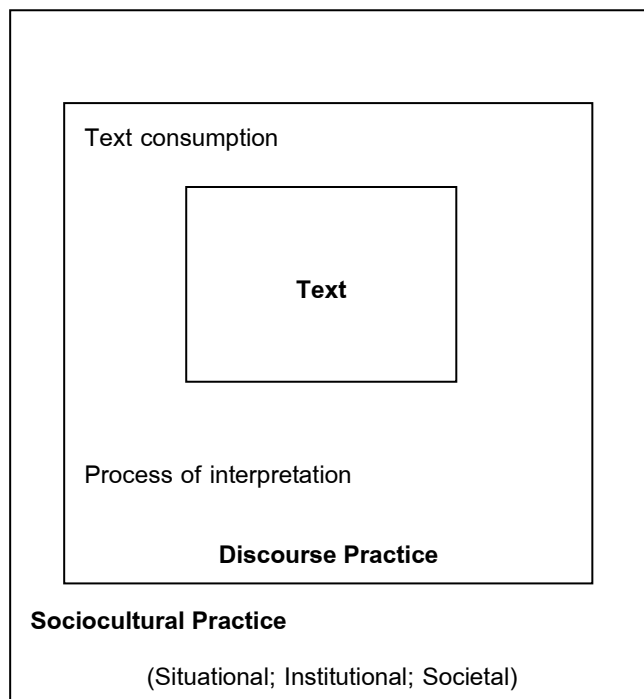 Text consumption
Text
Process of interpretation
Discourse Practice
Sociocultural Practice
(Situational; Institutional; Societal)